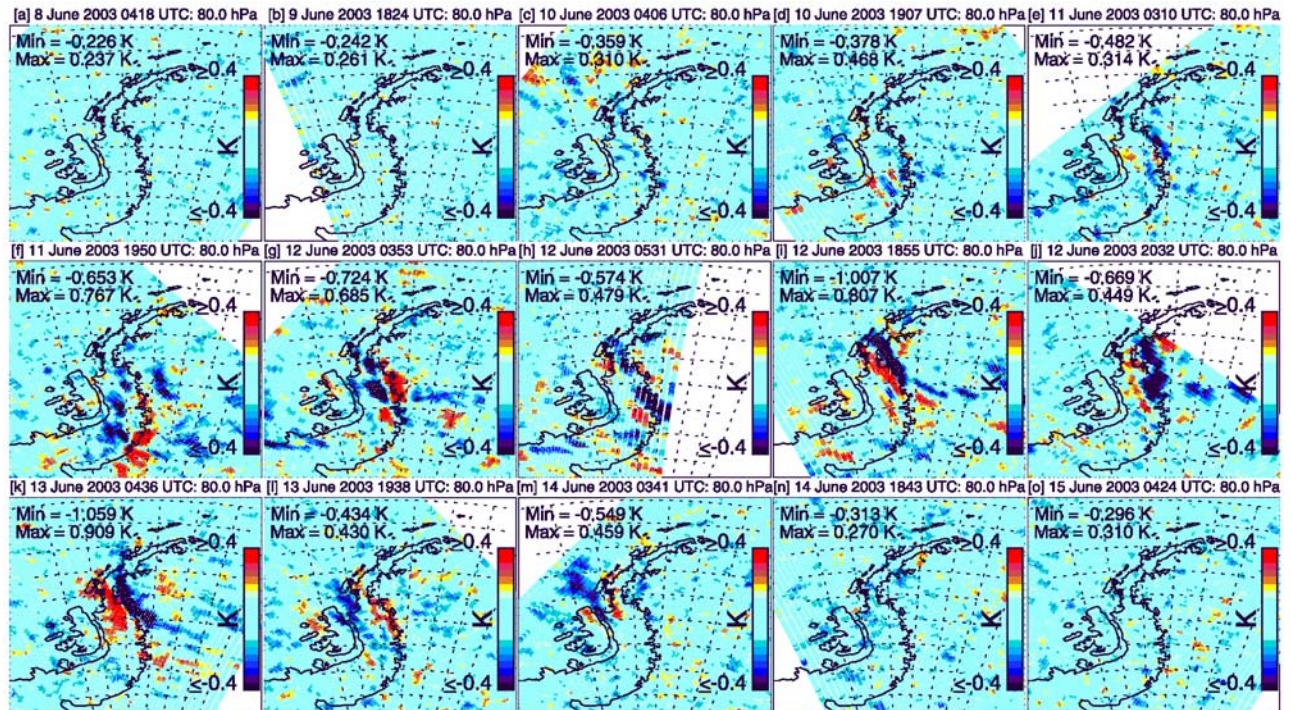 [a] 8 June 2003 0418 UTC: 80.0 hPa
Min = -0.226 K
Max = 0.237 K
≥0.4
K
≤-0.4
[b] 9 June 2003 1824 UTC: 80.0 hPa
Min = -0.242 K
Max = 0.261 K
≥0.4
K
≤-0.4
[c] 10 June 2003 0406 UTC: 80.0 hPa
Min = -0.359 K
Max = 0.310 K
≥0.4
K
≤-0.4
[d] 10 June 2003 1907 UTC: 80.0 hPa
Min = -0.378 K
Max = 0.468 K
≥0.4
K
≤-0.4
[e] 11 June 2003 0310 UTC: 80.0 hPa
Min = -0.482 K
Max = 0.314 K
≥0.4
K
≤-0.4
[f] 11 June 2003 1950 UTC: 80.0 hPa
Min = -0.653 K
Max = 0.767 K
≥0.4
K
≤-0.4
[g] 12 June 2003 0353 UTC: 80.0 hPa
Min = -0.724 K
Max = 0.685 K
≥0.4
K
≤-0.4
[h] 12 June 2003 0531 UTC: 80.0 hPa
Min = -0.574 K
Max = 0.479 K
≥0.4
K
≤-0.4
[i] 12 June 2003 1855 UTC: 80.0 hPa
Min = -1.007 K
Max = 0.807 K
≥0.4
K
≤-0.4
[j] 12 June 2003 2032 UTC: 80.0 hPa
Min = -0.669 K
Max = 0.449 K
≥0.4
K
≤-0.4
[k] 13 June 2003 0436 UTC: 80.0 hPa
Min = -1.059 K
Max = 0.909 K
≥0.4
K
≤-0.4
[l] 13 June 2003 1938 UTC: 80.0 hPa
Min = -0.434 K
Max = 0.430 K
≥0.4
K
≤-0.4
[m] 14 June 2003 0341 UTC: 80.0 hPa
Min = -0.549 K
Max = 0.459 K
≥0.4
K
≤-0.4
[n] 14 June 2003 1843 UTC: 80.0 hPa
Min = -0.313 K
Max = 0.270 K
≥0.4
K
≤-0.4
[o] 15 June 2003 0424 UTC: 80.0 hPa
Min = -0.296 K
Max = 0.310 K
≥0.4
K
≤-0.4